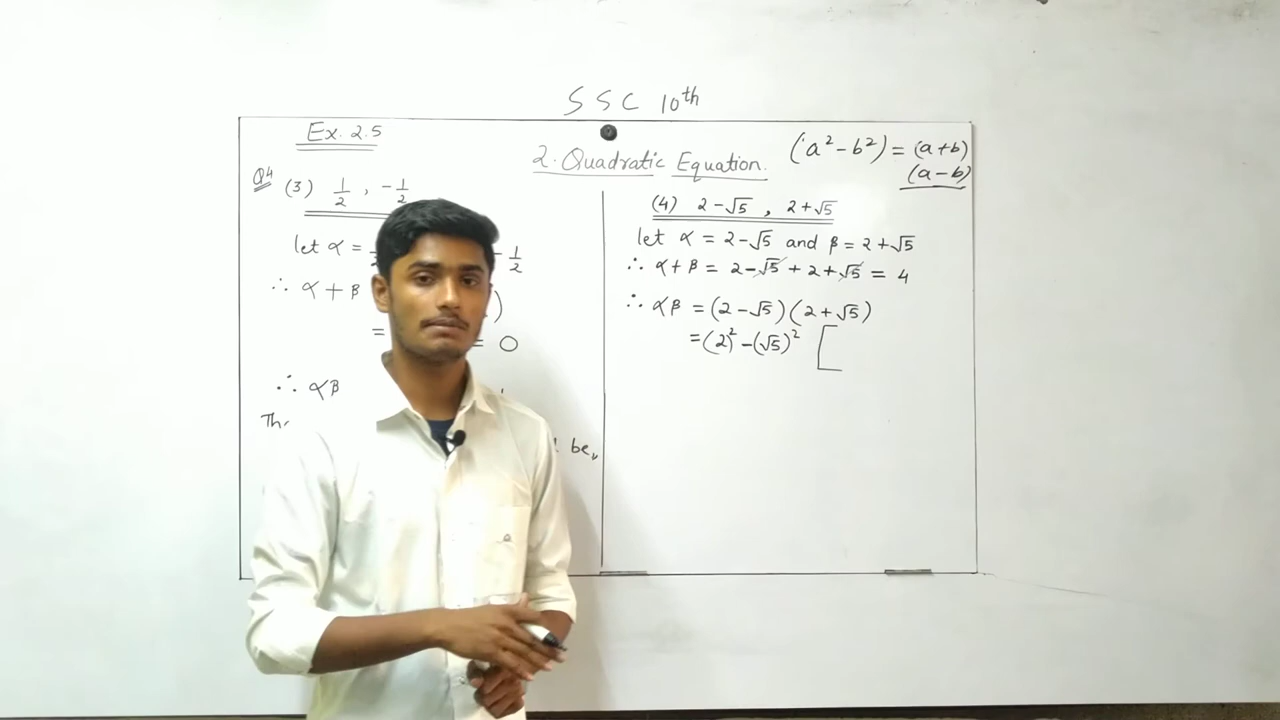 SSC 10th
Ex. 2.5
2. Quadratic Equation.
(a² - b²) = (a+b)
(a - b)
Q4 (3) 1/2 , -1/2
let α =
- 1/2
∴ α + β )
= = 0
∴ αβ
be,,
(4) 2-√5 , 2+√5
let α = 2-√5 and β = 2+√5
∴ α+β = 2-√5 + 2+√5 = 4
∴ αβ = (2-√5)(2+√5)
= (2)² - (√5)² [